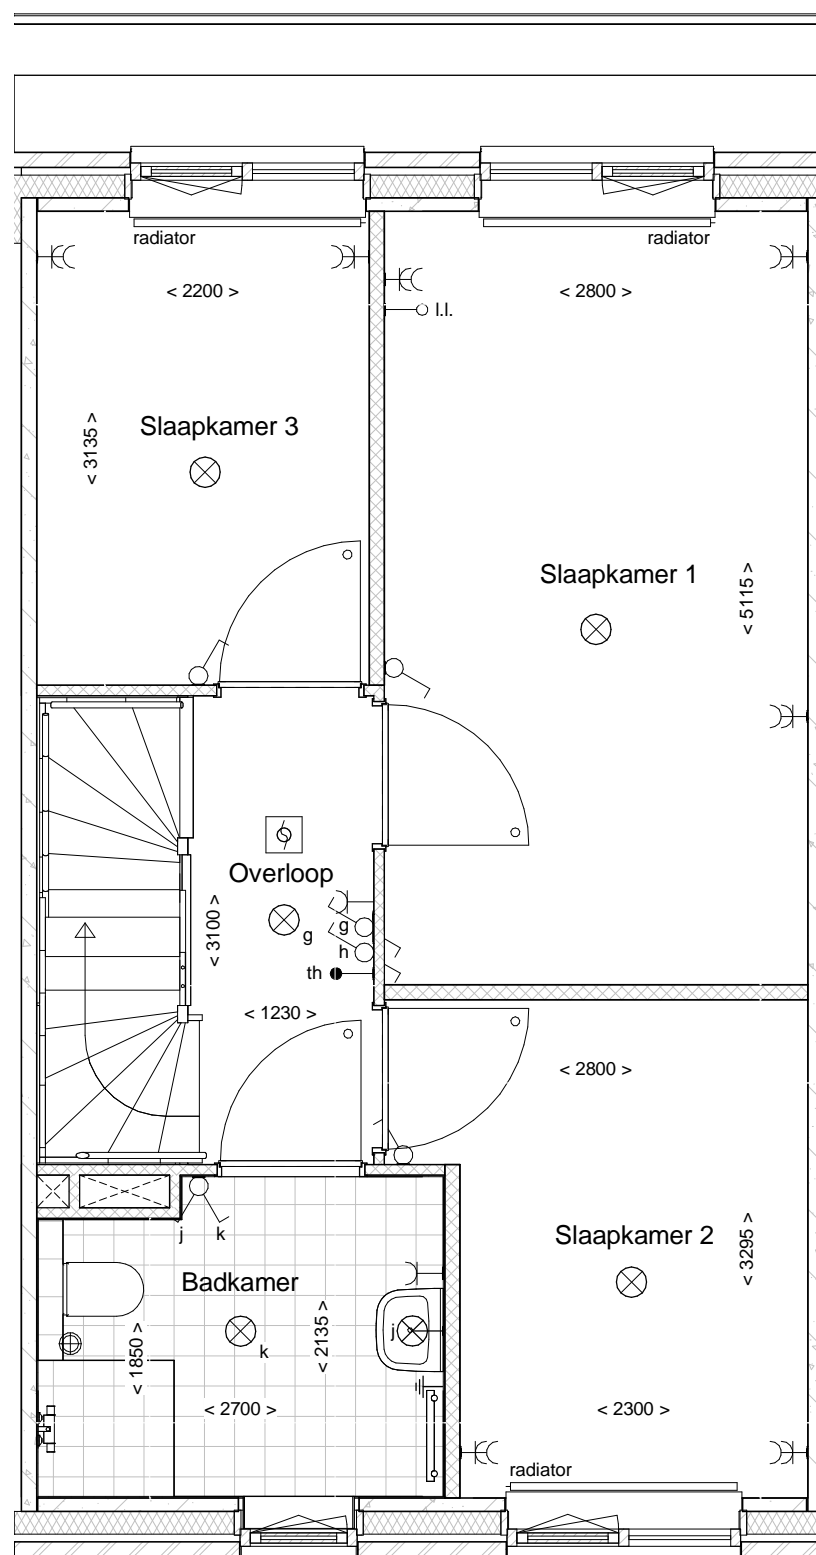 radiator
radiator
< 2200 >
< 2800 >
l.l.
Slaapkamer 3
< 3135 >
Slaapkamer 1
< 5115 >
Overloop
< 3100 >
g
g
h
th
< 1230 >
< 2800 >
Slaapkamer 2
< 3295 >
j
k
Badkamer
j
k
< 1850 >
< 2135 >
< 2700 >
< 2300 >
radiator